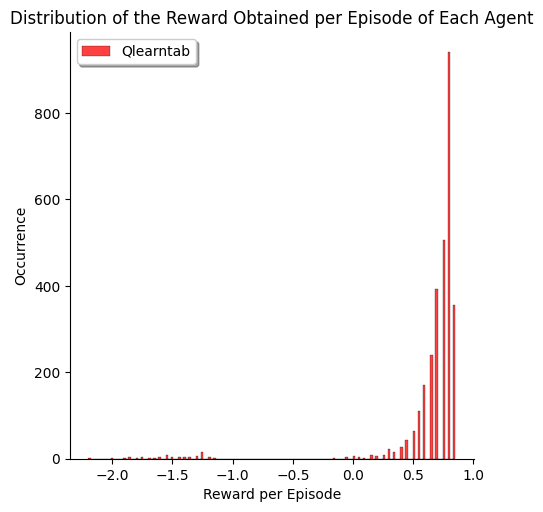 Distribution of the Reward Obtained per Episode of Each Agent
Qlearntab
800
600
400
200
0
Occurrence
−2.0 −1.5 −1.0 −0.5 0.0 0.5 1.0
Reward per Episode